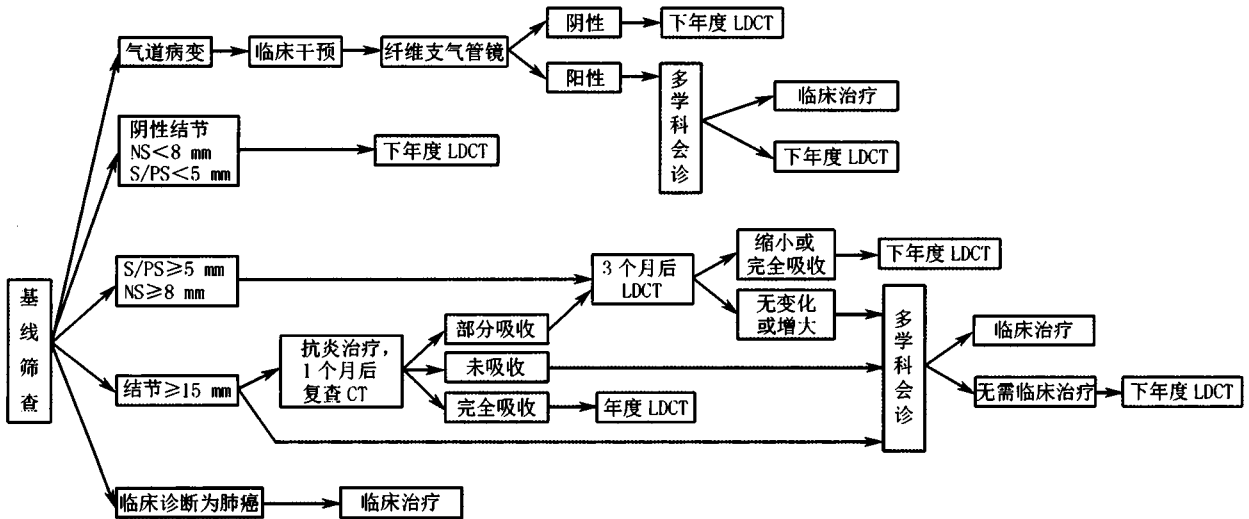 气道病变
临床干预
纤维支气管镜
阴性
下年度 LDCT
阳性
多学科会诊
临床治疗
下年度 LDCT
阴性结节
NS<8 mm
S/PS<5 mm
下年度 LDCT
基线筛查
S/PS≥5 mm
NS≥8 mm
3个月后
LDCT
缩小或
完全吸收
下年度 LDCT
无变化
或增大
结节≥15 mm
抗炎治疗，
1个月后
复查CT
部分吸收
未吸收
完全吸收
年度 LDCT
多学科会诊
临床治疗
无需临床治疗
下年度 LDCT
临床诊断为肺癌
临床治疗